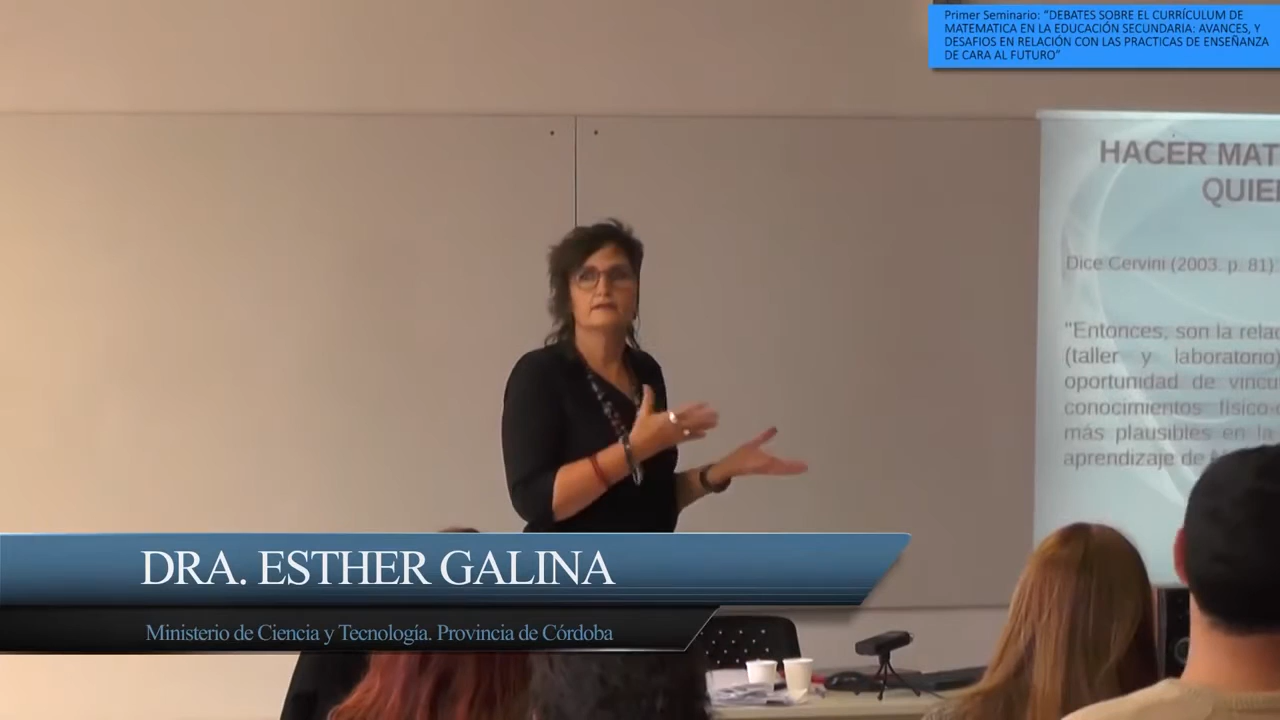 Primer Seminario: “DEBATES SOBRE EL CURRÍCULUM DE
MATEMATICA EN LA EDUCACIÓN SECUNDARIA: AVANCES, Y
DESAFIOS EN RELACIÓN CON LAS PRACTICAS DE ENSEÑANZA
DE CARA AL FUTURO”
HACER MAT
QUIE
Dice Cervini (2003. p. 81)
"Entonces, son la relac
(taller y laboratorio)
oportunidad de vincu
conocimientos físico-
más plausibles en la
aprendizaje de
DRA. ESTHER GALINA
Ministerio de Ciencia y Tecnología. Provincia de Córdoba